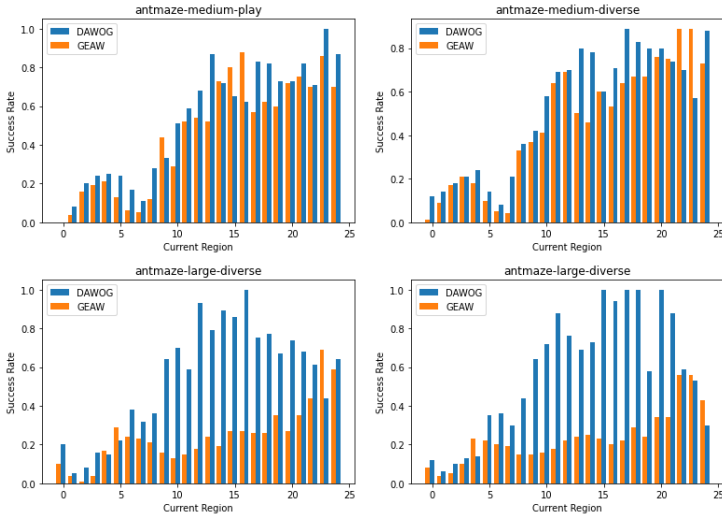 antmaze-medium-play
DAWOG
GEAW
Success Rate
1.0
0.8
0.6
0.4
0.2
0.0
0 5 10 15 20 25
Current Region
antmaze-medium-diverse
DAWOG
GEAW
Success Rate
0.8
0.6
0.4
0.2
0.0
0 5 10 15 20 25
Current Region
antmaze-large-diverse
DAWOG
GEAW
Success Rate
1.0
0.8
0.6
0.4
0.2
0.0
0 5 10 15 20 25
Current Region
antmaze-large-diverse
DAWOG
GEAW
Success Rate
1.0
0.8
0.6
0.4
0.2
0.0
0 5 10 15 20 25
Current Region